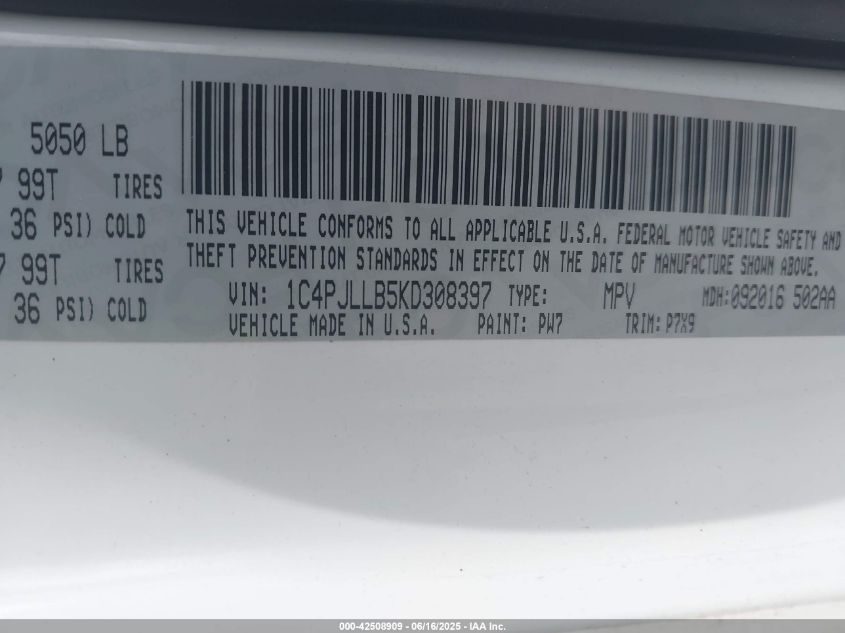 5050 LB
99T TIRES
36 PSI) COLD
99T TIRES
36 PSI) COLD
THIS VEHICLE CONFORMS TO ALL APPLICABLE U.S.A. FEDERAL MOTOR VEHICLE SAFETY AND
THEFT PREVENTION STANDARDS IN EFFECT ON THE DATE OF MANUFACTURE SHOWN ABOVE.
VIN: 1C4PJLLB5KD308397 TYPE: MPV MDH:092016 502AA
VEHICLE MADE IN U.S.A. PAINT: PW7 TRIM: P7X9
000-42508909 - 06/16/2025 - IAA Inc.